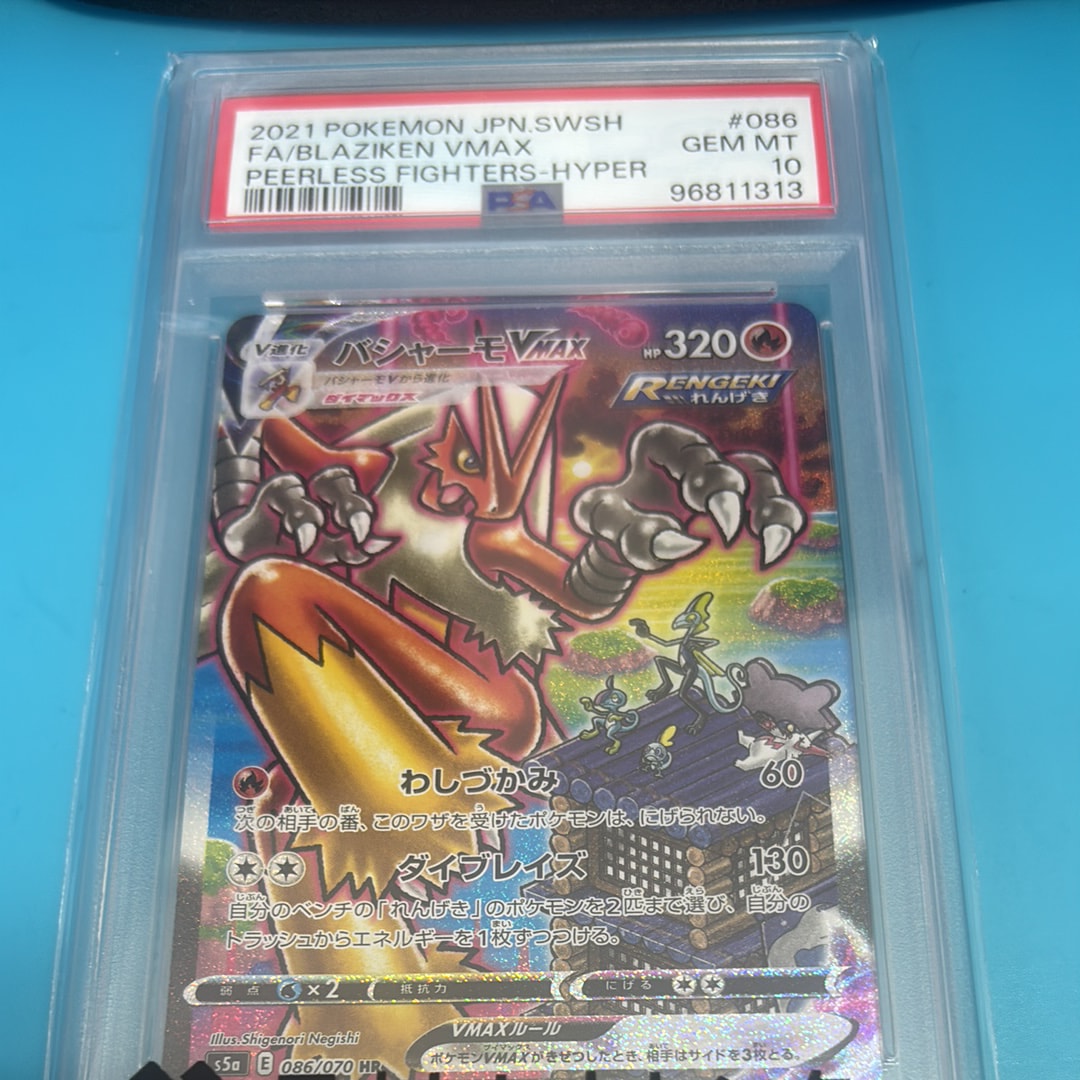 2021 POKEMON JPN.SWSH #086
FA/BLAZIKEN VMAX GEM MT
PEERLESS FIGHTERS-HYPER 10
96811313
PSA
V進化 バシャーモVMAX HP 320
バシャーモVから進化
ダイマックス
RENGEKI
れんげき
わしづかみ 60
次の相手の番、このワザを受けたポケモンは、にげられない。
ダイブレイズ 130
自分のベンチの「れんげき」のポケモンを2匹まで選び、自分の
トラッシュからエネルギーを1枚ずつつける。
弱点 ×2 抵抗力 にげる
VMAXルール
ポケモンVMAXがきぜつしたとき、相手はサイドを3枚とる。
Illus.Shigenori Negishi
s5a E 086/070 HR